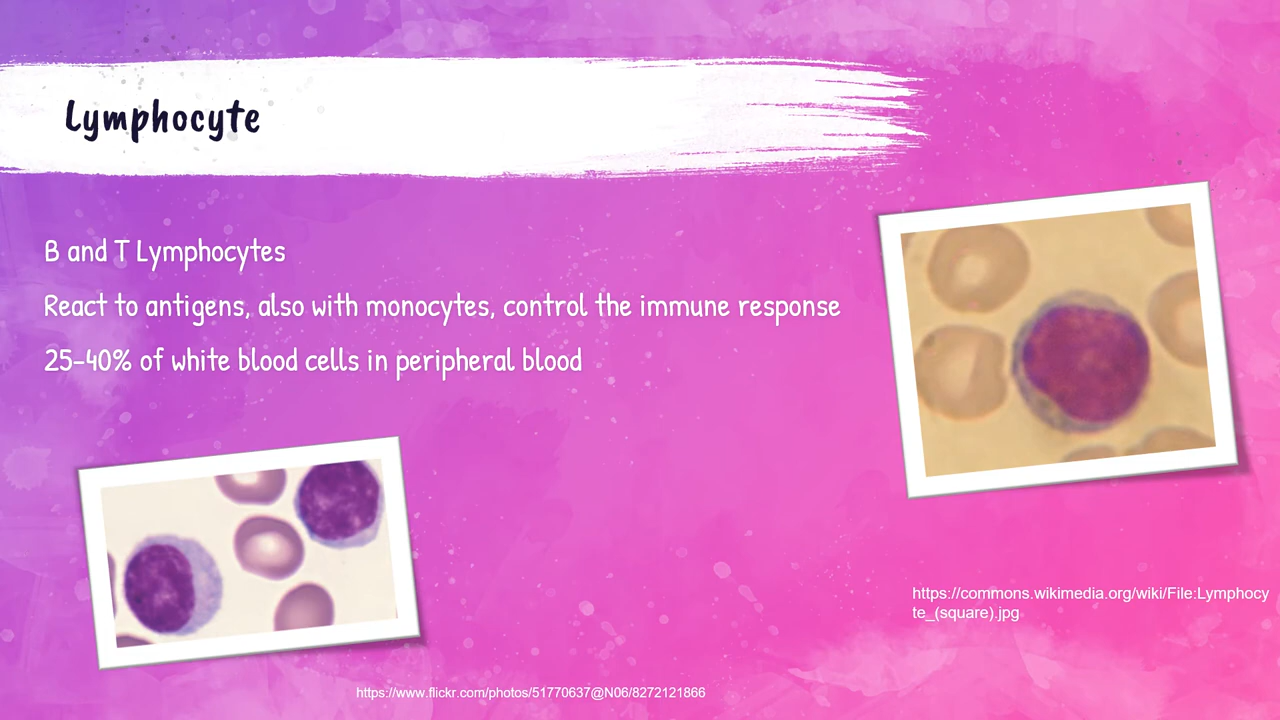 Lymphocyte
B and T Lymphocytes
React to antigens, also with monocytes, control the immune response
25-40% of white blood cells in peripheral blood
https://commons.wikimedia.org/wiki/File:Lymphocy
te_(square).jpg
https://www.flickr.com/photos/51770637@N06/8272121866